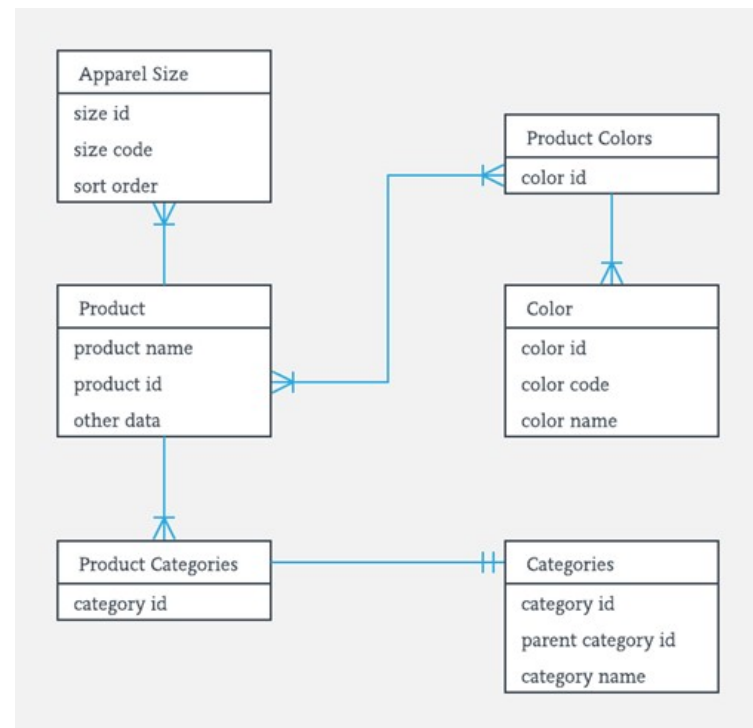 Apparel Size
size id
size code
sort order
Product Colors
color id
Product
product name
product id
other data
Color
color id
color code
color name
Product Categories
category id
Categories
category id
parent category id
category name